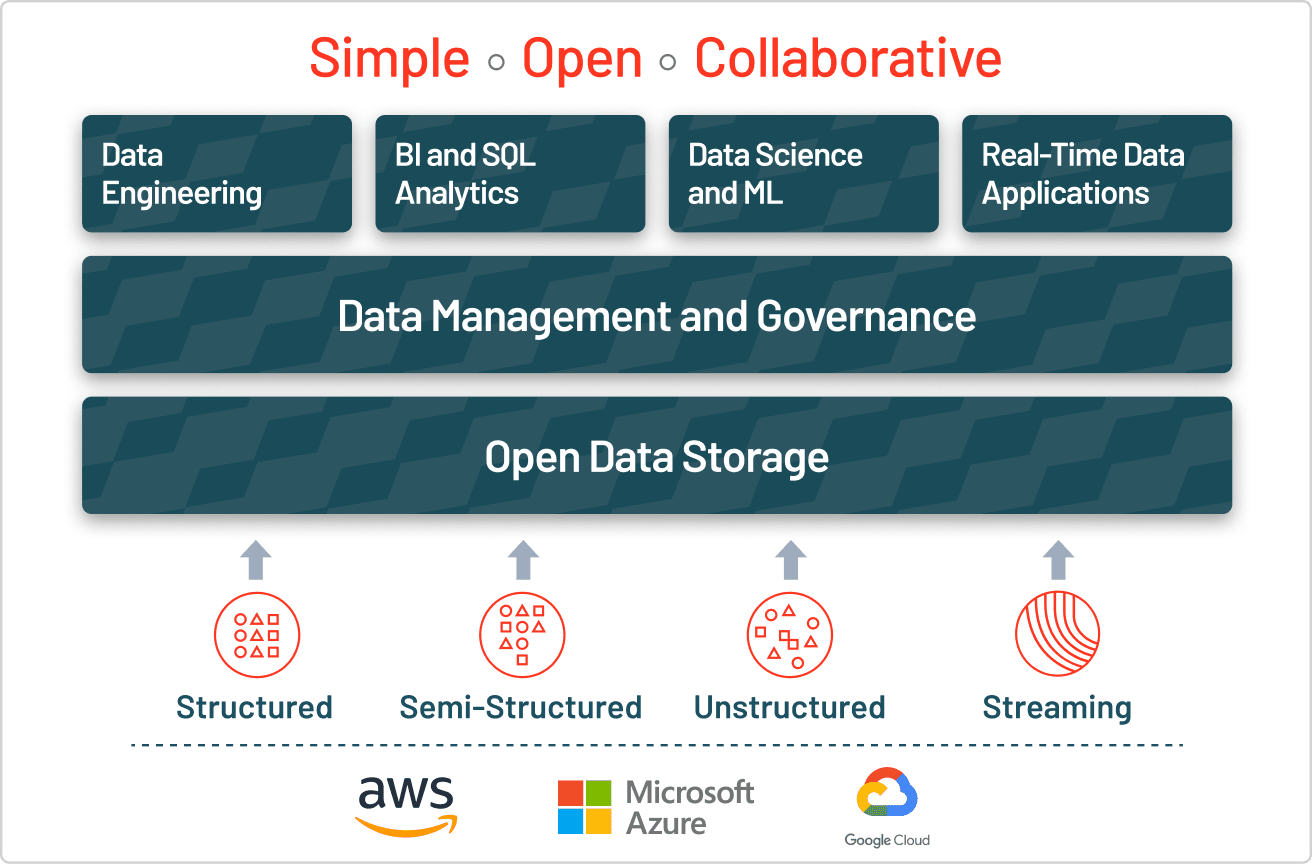 Simple ○ Open ○ Collaborative
Data
Engineering
BI and SQL
Analytics
Data Science
and ML
Real-Time Data
Applications
Data Management and Governance
Open Data Storage
Structured
Semi-Structured
Unstructured
Streaming
aws
Microsoft
Azure
Google Cloud